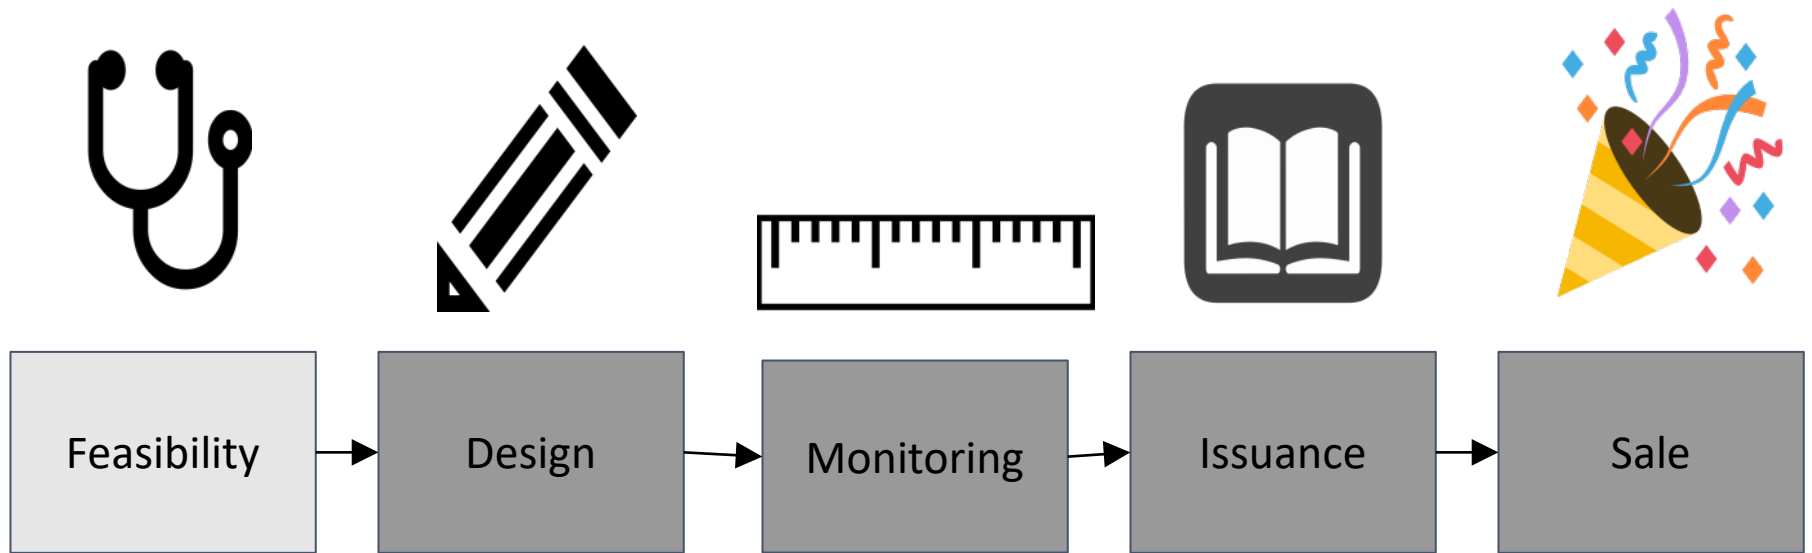 Feasibility
Design
Monitoring
Issuance
Sale